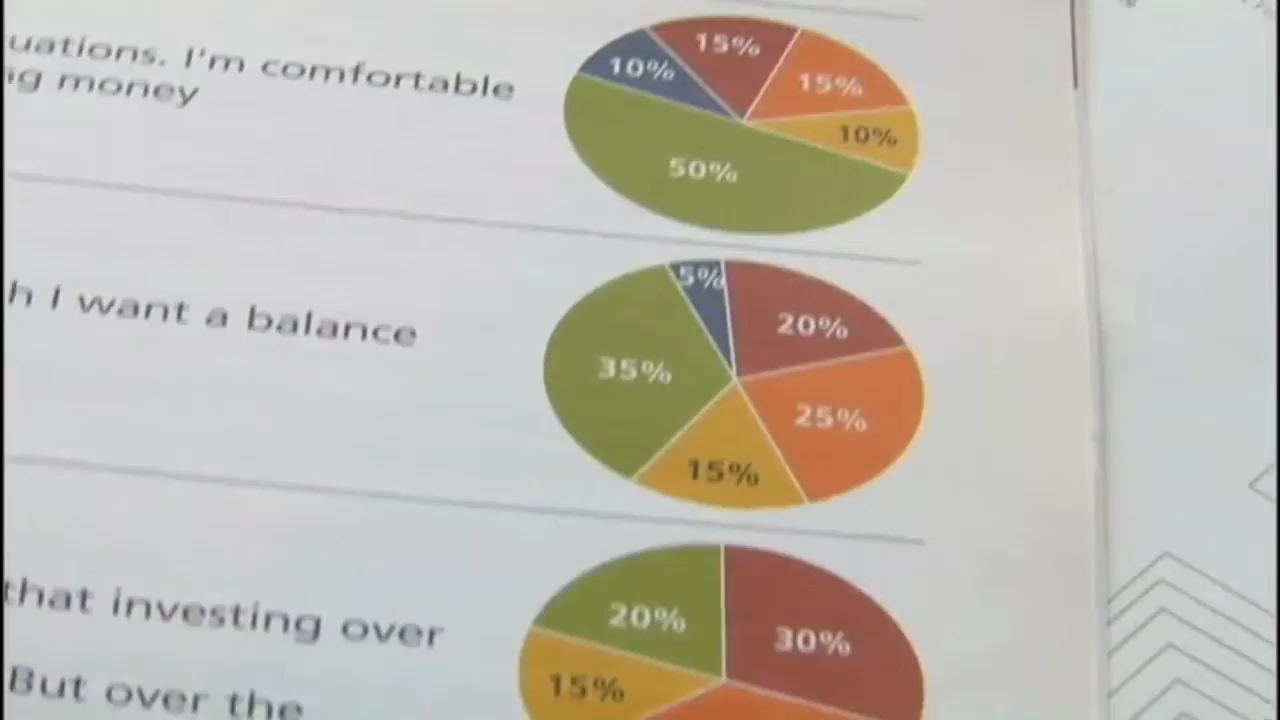 uations. I'm comfortable
money
15%
10%
15%
10%
50%
I want a balance
5%
20%
35%
25%
15%
that investing over
But over the
20%
30%
15%